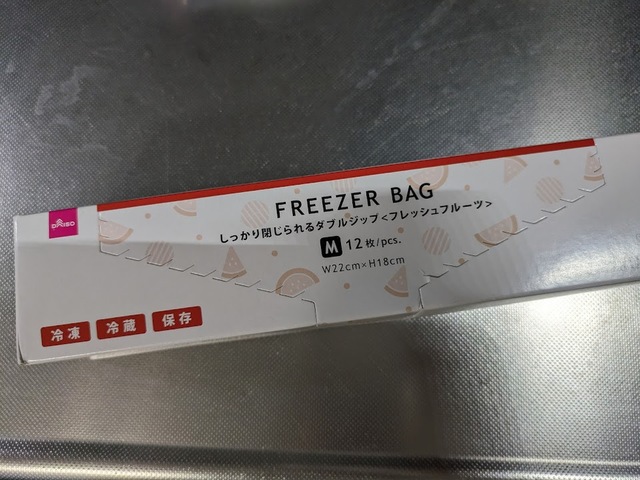 DAISO
FREEZER BAG
しっかり閉じられるダブルジップ<フレッシュフルーツ>
M 12枚/pcs.
W22cm×H18cm
冷凍 冷蔵 保存